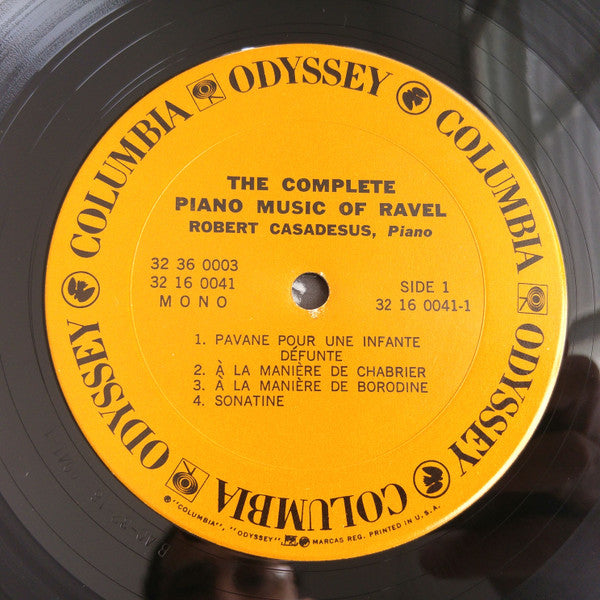 COLUMBIA ODYSSEY COLUMBIA ODYSSEY COLUMBIA ODYSSEY
THE COMPLETE
PIANO MUSIC OF RAVEL
ROBERT CASADESUS, Piano
32 36 0003
32 16 0041
MONO
SIDE 1
32 16 0041-1
1. PAVANE POUR UNE INFANTE
DÉFUNTE
2. À LA MANIÈRE DE CHABRIER
3. À LA MANIÈRE DE BORODINE
4. SONATINE
"COLUMBIA", "ODYSSEY" MARCAS REG. PRINTED IN U.S.A.